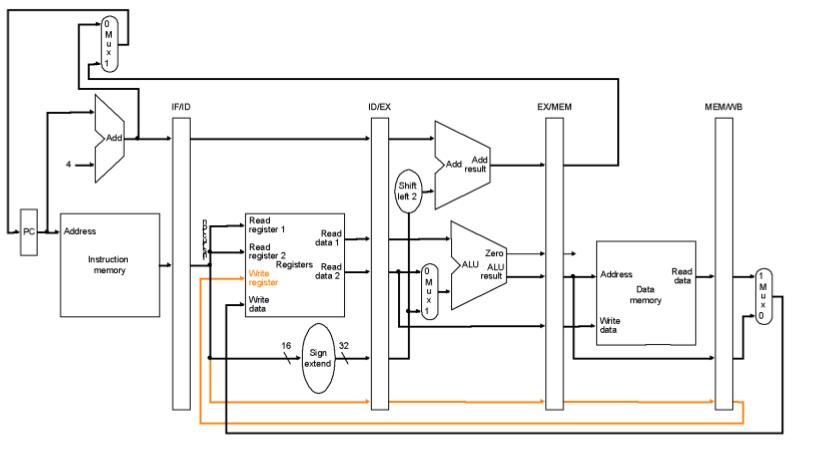 0
M
u
x
1
IF/ID
ID/EX
EX/MEM
MEM/WB
Add
4
Add
Add
result
Shift
left 2
PC
Address
Instruction
memory
Read
register 1
Read
register 2
Write
register
Write
data
Registers
Read
data 1
Read
data 2
0
M
u
x
1
Zero
ALU
ALU
result
Address
Write
data
Data
memory
Read
data
1
M
u
x
0
16
Sign
extend
32